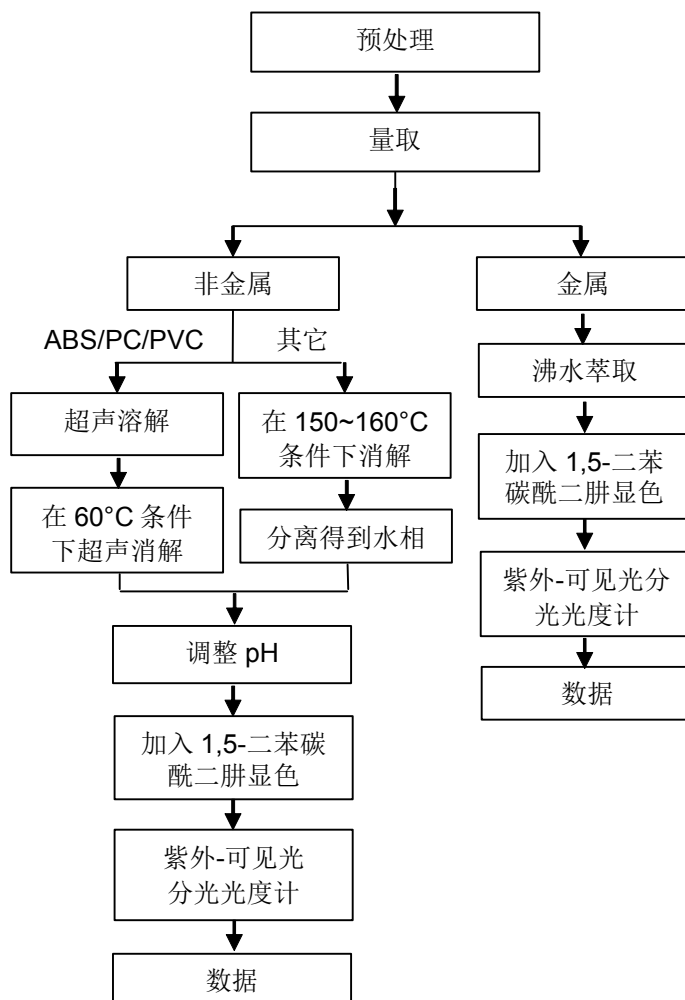 预处理
量取
非金属
金属
ABS/PC/PVC
其它
沸水萃取
超声溶解
在 150~160°C
条件下消解
加入 1,5-二苯
碳酰二肼显色
在 60°C 条件
下超声消解
分离得到水相
紫外-可见光分
光光度计
调整 pH
数据
加入 1,5-二苯碳
酰二肼显色
紫外-可见光
分光光度计
数据